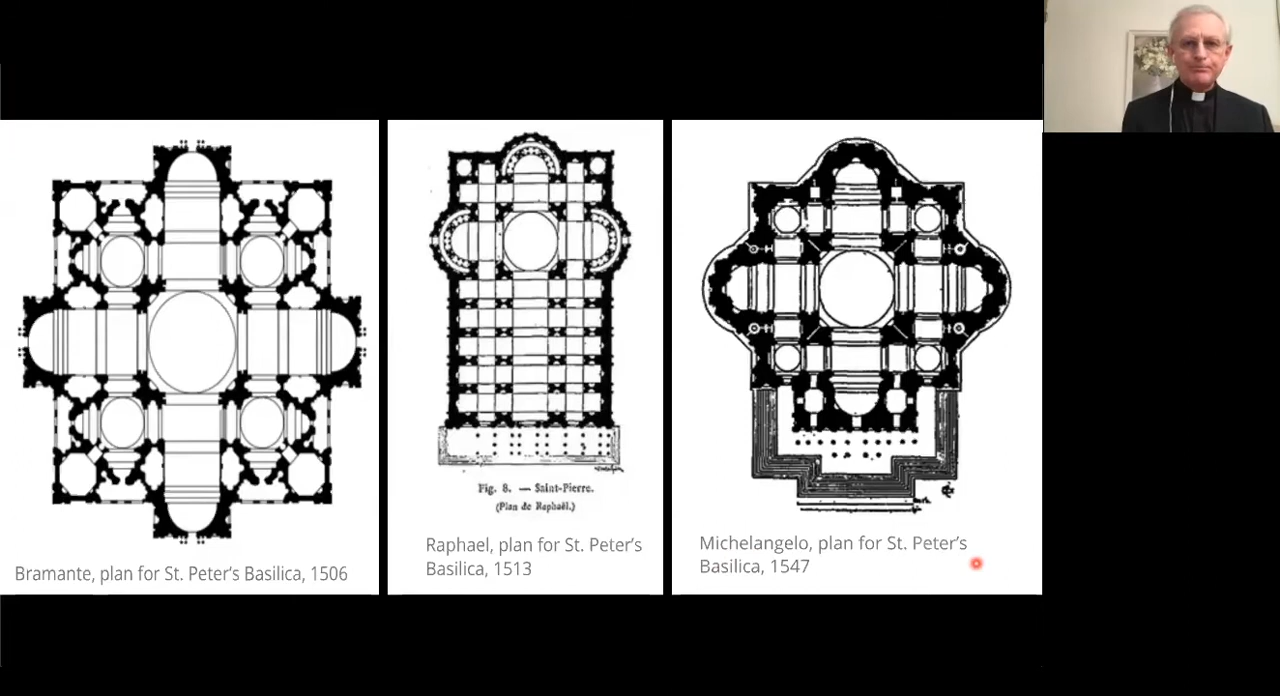 Bramante, plan for St. Peter's Basilica, 1506
Fig. 8. — Saint-Pierre.
(Plan de Raphaël.)
Raphael, plan for St. Peter's
Basilica, 1513
Michelangelo, plan for St. Peter's
Basilica, 1547